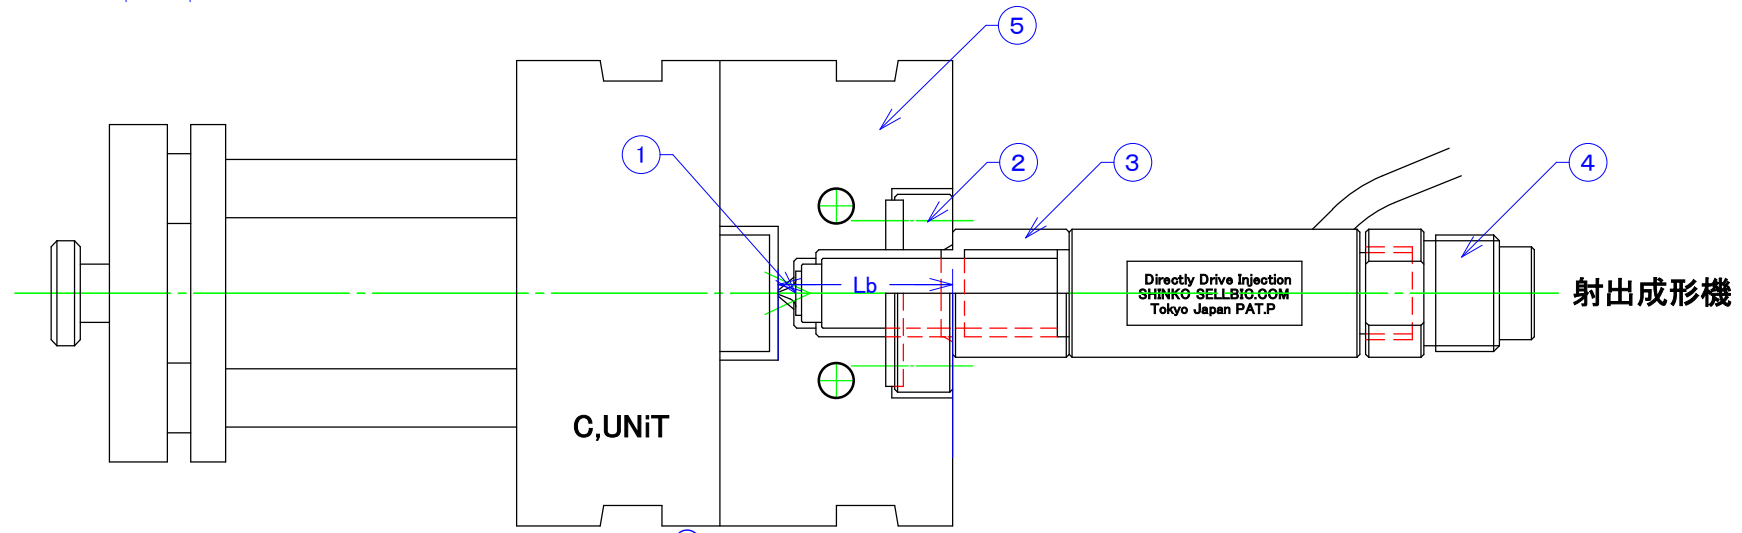 5
1
2
3
4
Lb
Directly Drive Injection
SHINKO SELLBIC.COM
Tokyo Japan PAT.P
射出成形機
C,UNiT